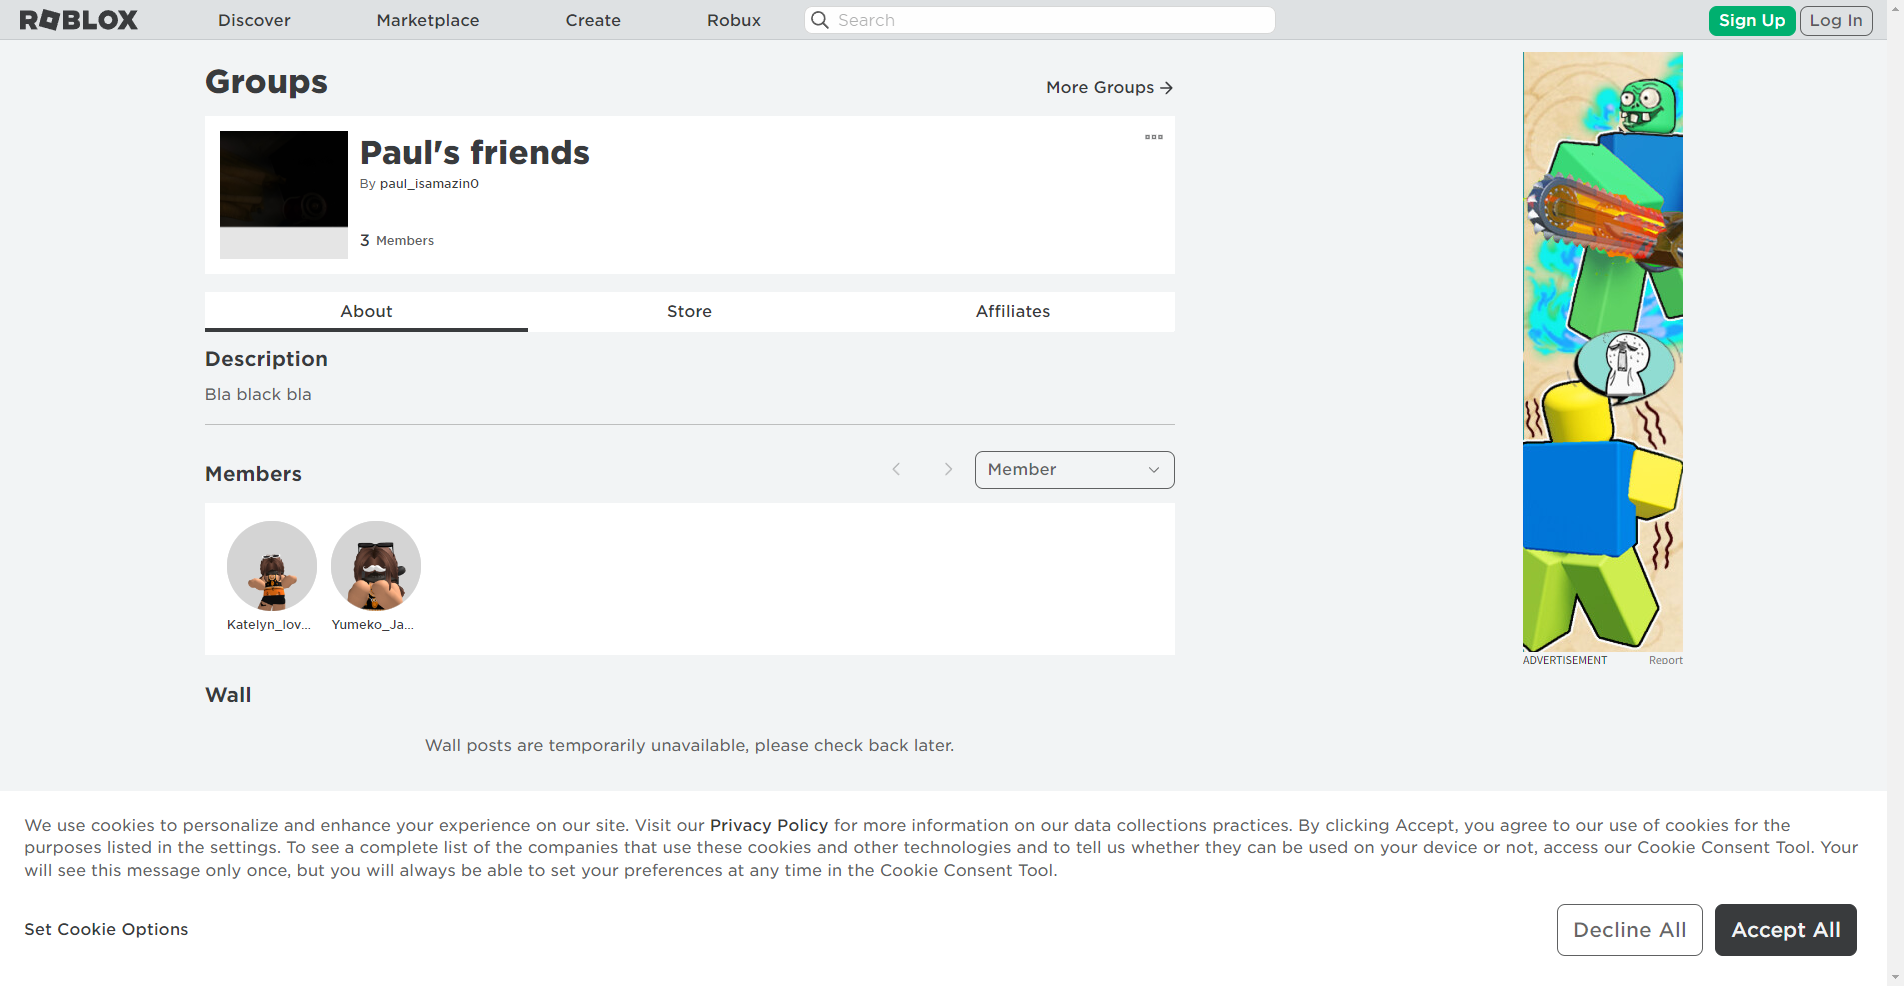 ROBLOX
Discover
Marketplace
Create
Robux
Search
Sign Up
Log In
Groups
More Groups
Paul's friends
By paul_isamazin0
3 Members
About
Store
Affiliates
Description
Bla black bla
Members
Member
Katelyn_lov...
Yumeko_Ja...
Wall
Wall posts are temporarily unavailable, please check back later.
ADVERTISEMENT
Report
We use cookies to personalize and enhance your experience on our site. Visit our Privacy Policy for more information on our data collections practices. By clicking Accept, you agree to our use of cookies for the
purposes listed in the settings. To see a complete list of the companies that use these cookies and other technologies and to tell us whether they can be used on your device or not, access our Cookie Consent Tool. Your
will see this message only once, but you will always be able to set your preferences at any time in the Cookie Consent Tool.
Set Cookie Options
Decline All
Accept All